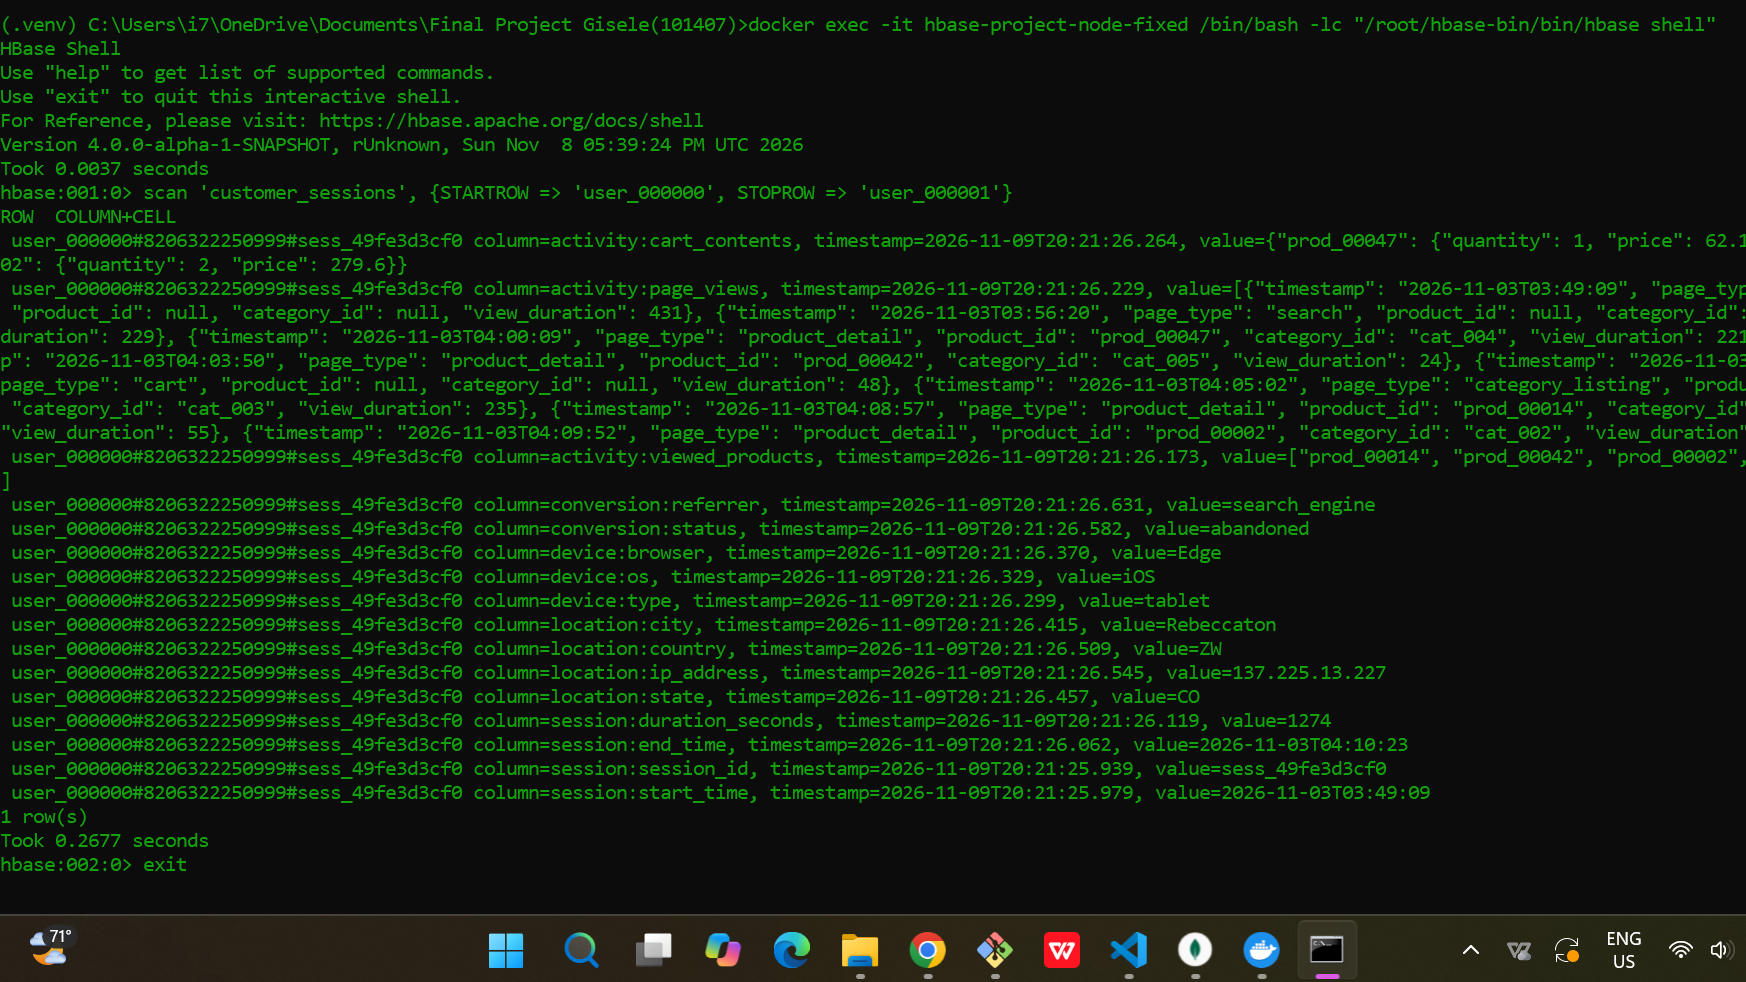 (.venv) C:\Users\i7\OneDrive\Documents\Final Project Gisele(101407)>docker exec -it hbase-project-node-fixed /bin/bash -lc "/root/hbase-bin/bin/hbase shell"
HBase Shell
Use "help" to get list of supported commands.
Use "exit" to quit this interactive shell.
For Reference, please visit: https://hbase.apache.org/docs/shell
Version 4.0.0-alpha-1-SNAPSHOT, rUnknown, Sun Nov  8 05:39:24 PM UTC 2026
Took 0.0037 seconds
hbase:001:0> scan 'customer_sessions', {STARTROW => 'user_000000', STOPROW => 'user_000001'}
ROW  COLUMN+CELL
 user_000000#8206322250999#sess_49fe3d3cf0 column=activity:cart_contents, timestamp=2026-11-09T20:21:26.264, value={"prod_00047": {"quantity": 1, "price": 62.1
02": {"quantity": 2, "price": 279.6}}
 user_000000#8206322250999#sess_49fe3d3cf0 column=activity:page_views, timestamp=2026-11-09T20:21:26.229, value=[{"timestamp": "2026-11-03T03:49:09", "page_typ
 "product_id": null, "category_id": null, "view_duration": 431}, {"timestamp": "2026-11-03T03:56:20", "page_type": "search", "product_id": null, "category_id":
duration": 229}, {"timestamp": "2026-11-03T04:00:09", "page_type": "product_detail", "product_id": "prod_00047", "category_id": "cat_004", "view_duration": 221
p": "2026-11-03T04:03:50", "page_type": "product_detail", "product_id": "prod_00042", "category_id": "cat_005", "view_duration": 24}, {"timestamp": "2026-11-03
page_type": "cart", "product_id": null, "category_id": null, "view_duration": 48}, {"timestamp": "2026-11-03T04:05:02", "page_type": "category_listing", "produ
 "category_id": "cat_003", "view_duration": 235}, {"timestamp": "2026-11-03T04:08:57", "page_type": "product_detail", "product_id": "prod_00014", "category_id"
"view_duration": 55}, {"timestamp": "2026-11-03T04:09:52", "page_type": "product_detail", "product_id": "prod_00002", "category_id": "cat_002", "view_duration"
 user_000000#8206322250999#sess_49fe3d3cf0 column=activity:viewed_products, timestamp=2026-11-09T20:21:26.173, value=["prod_00014", "prod_00042", "prod_00002",
]
 user_000000#8206322250999#sess_49fe3d3cf0 column=conversion:referrer, timestamp=2026-11-09T20:21:26.631, value=search_engine
 user_000000#8206322250999#sess_49fe3d3cf0 column=conversion:status, timestamp=2026-11-09T20:21:26.582, value=abandoned
 user_000000#8206322250999#sess_49fe3d3cf0 column=device:browser, timestamp=2026-11-09T20:21:26.370, value=Edge
 user_000000#8206322250999#sess_49fe3d3cf0 column=device:os, timestamp=2026-11-09T20:21:26.329, value=iOS
 user_000000#8206322250999#sess_49fe3d3cf0 column=device:type, timestamp=2026-11-09T20:21:26.299, value=tablet
 user_000000#8206322250999#sess_49fe3d3cf0 column=location:city, timestamp=2026-11-09T20:21:26.415, value=Rebeccaton
 user_000000#8206322250999#sess_49fe3d3cf0 column=location:country, timestamp=2026-11-09T20:21:26.509, value=ZW
 user_000000#8206322250999#sess_49fe3d3cf0 column=location:ip_address, timestamp=2026-11-09T20:21:26.545, value=137.225.13.227
 user_000000#8206322250999#sess_49fe3d3cf0 column=location:state, timestamp=2026-11-09T20:21:26.457, value=CO
 user_000000#8206322250999#sess_49fe3d3cf0 column=session:duration_seconds, timestamp=2026-11-09T20:21:26.119, value=1274
 user_000000#8206322250999#sess_49fe3d3cf0 column=session:end_time, timestamp=2026-11-09T20:21:26.062, value=2026-11-03T04:10:23
 user_000000#8206322250999#sess_49fe3d3cf0 column=session:session_id, timestamp=2026-11-09T20:21:25.939, value=sess_49fe3d3cf0
 user_000000#8206322250999#sess_49fe3d3cf0 column=session:start_time, timestamp=2026-11-09T20:21:25.979, value=2026-11-03T03:49:09
1 row(s)
Took 0.2677 seconds
hbase:002:0> exit
71°
ENG
US